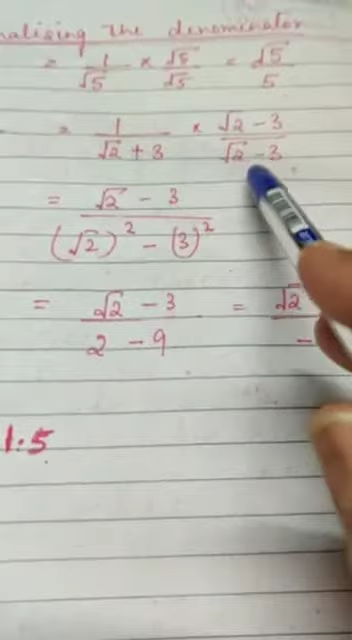 the denominator
= 1/√5 × √5/√5 = √5/5
= 1/(√2 + 3) × (√2 - 3)/(√2 - 3)
= (√2 - 3)/((√2)² - (3)²)
= (√2 - 3)/(2 - 9) = √2/-
1.5